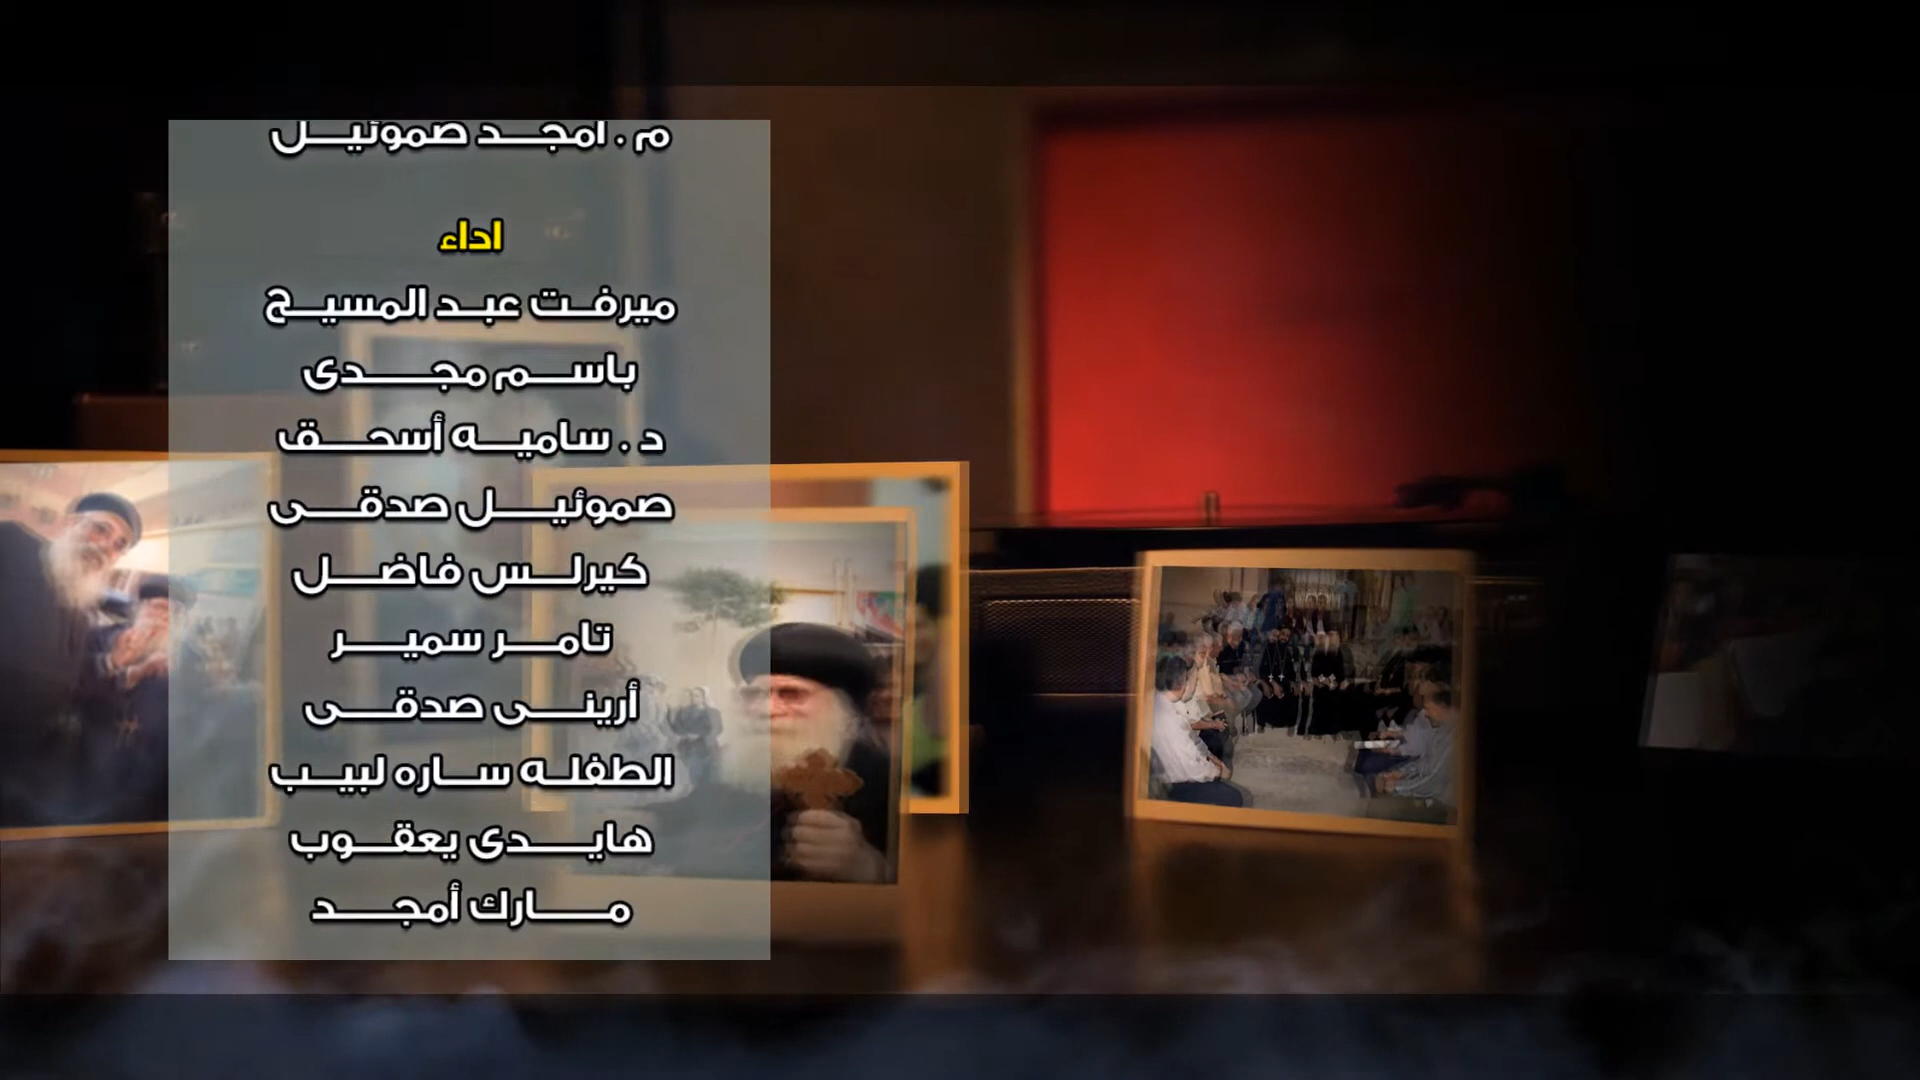 م . امجد صموئيل
اداء
ميرفت عبد المسيح
باسم مجدى
د . ساميه أسحق
صموئيل صدقى
كيرلس فاضل
تامر سمير
أرينى صدقى
الطفله ساره لبيب
هايدى يعقوب
مارك أمجد